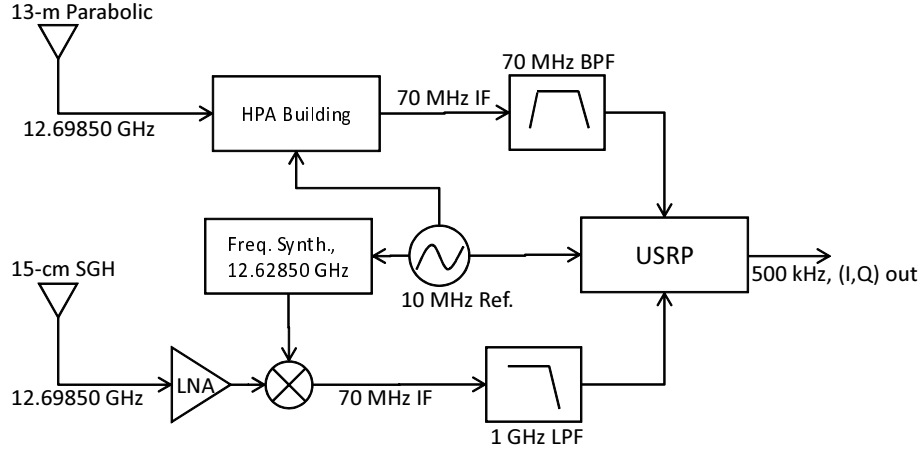 13-m Parabolic
12.69850 GHz
HPA Building
70 MHz IF
70 MHz BPF
Freq. Synth.,
12.62850 GHz
10 MHz Ref.
USRP
500 kHz, (I,Q) out
15-cm SGH
12.69850 GHz
LNA
70 MHz IF
1 GHz LPF